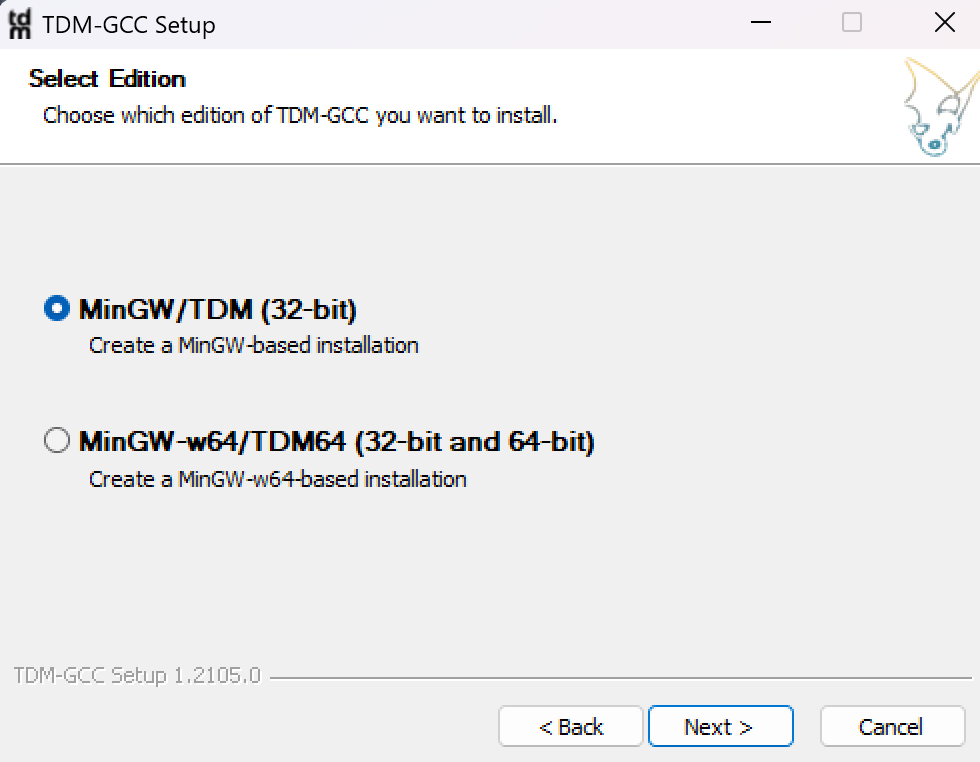 tdm TDM-GCC Setup
Select Edition
Choose which edition of TDM-GCC you want to install.
MinGW/TDM (32-bit)
Create a MinGW-based installation
MinGW-w64/TDM64 (32-bit and 64-bit)
Create a MinGW-w64-based installation
TDM-GCC Setup 1.2105.0
< Back Next > Cancel